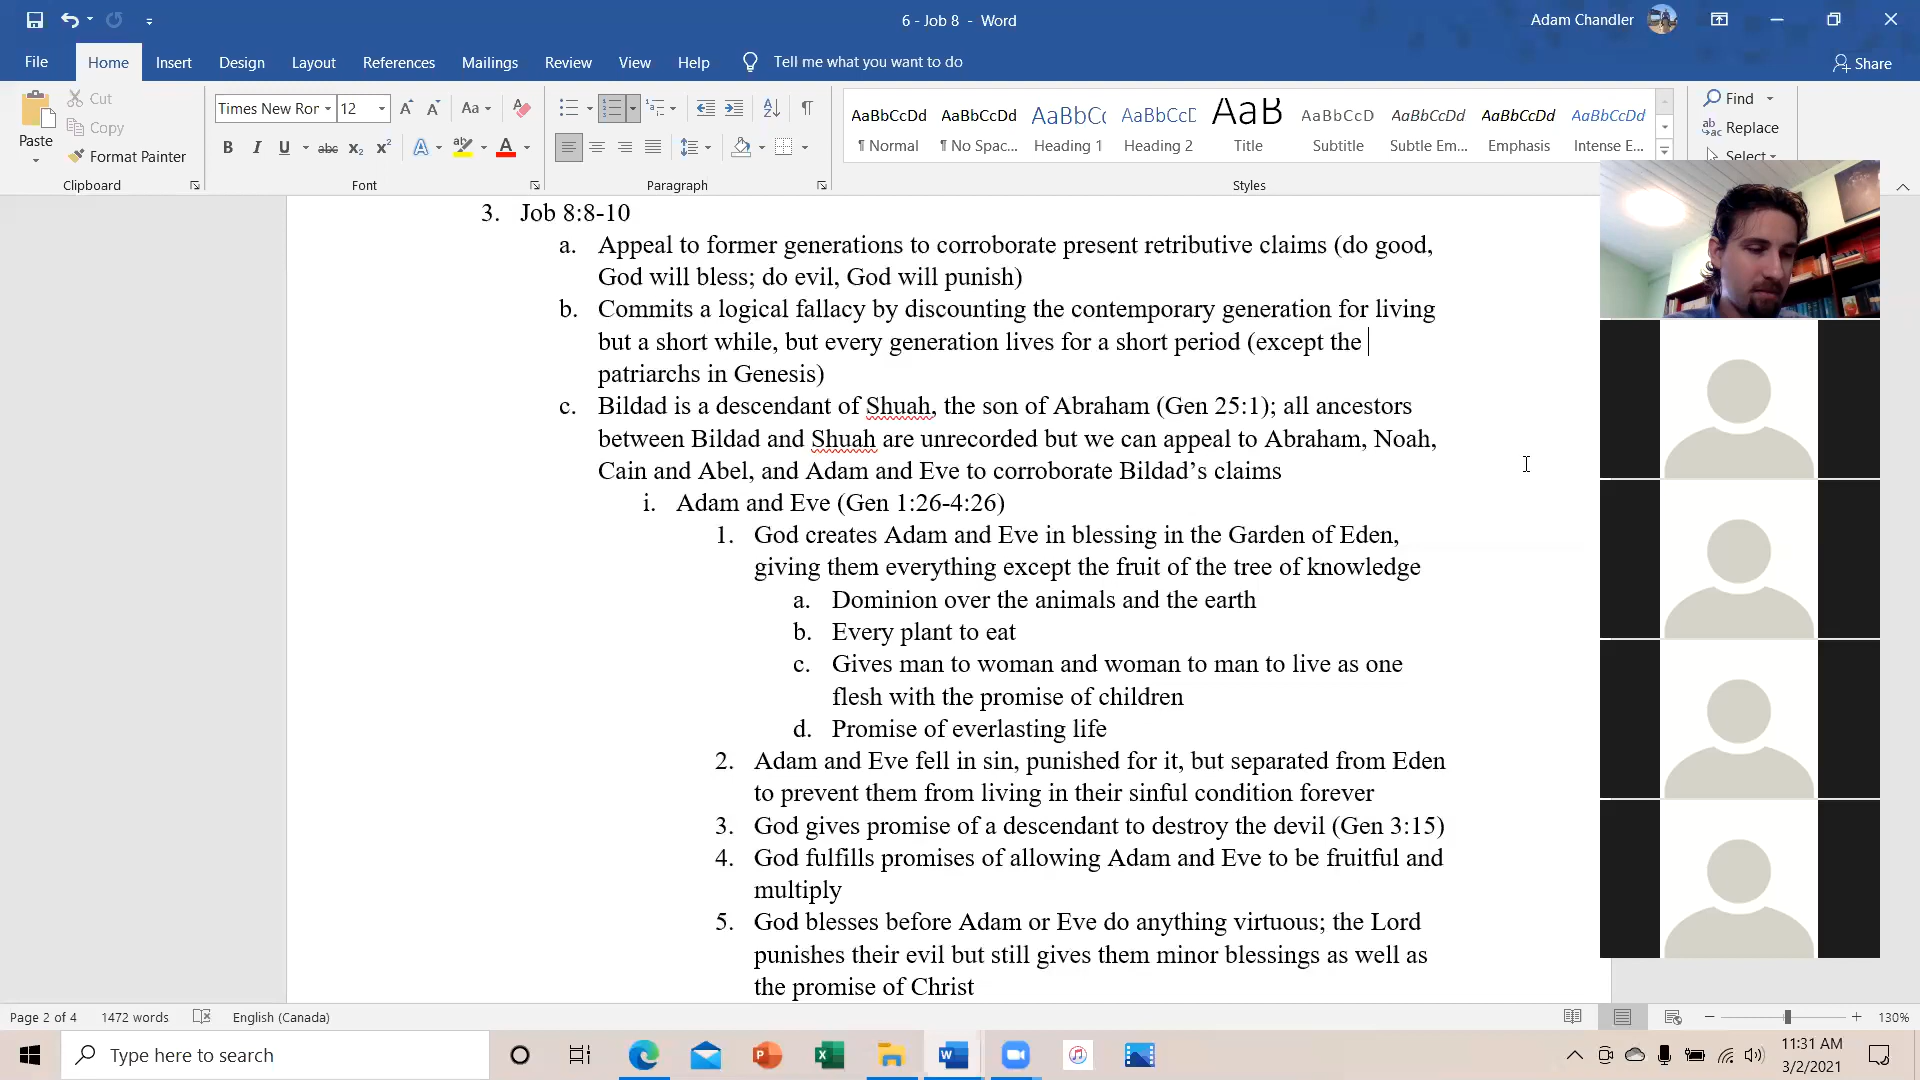 6 - Job 8 - Word
Adam Chandler
File
Home
Insert
Design
Layout
References
Mailings
Review
View
Help
Tell me what you want to do
Share
Paste
Cut
Copy
Format Painter
Clipboard
Times New Ror
12
Aa
B I U abc x₂ x² A ab A
Font
Paragraph
AaBbCcDd
¶ Normal
AaBbCcDd
¶ No Spac...
AaBbCc
Heading 1
AaBbCcE
Heading 2
AaB
Title
AaBbCcD
Subtitle
AaBbCcDd
Subtle Em...
AaBbCcDd
Emphasis
AaBbCcDd
Intense E...
Styles
Find
Replace
Select
3. Job 8:8-10
a. Appeal to former generations to corroborate present retributive claims (do good,
God will bless; do evil, God will punish)
b. Commits a logical fallacy by discounting the contemporary generation for living
but a short while, but every generation lives for a short period (except the
patriarchs in Genesis)
c. Bildad is a descendant of Shuah, the son of Abraham (Gen 25:1); all ancestors
between Bildad and Shuah are unrecorded but we can appeal to Abraham, Noah,
Cain and Abel, and Adam and Eve to corroborate Bildad’s claims
i. Adam and Eve (Gen 1:26-4:26)
1. God creates Adam and Eve in blessing in the Garden of Eden,
giving them everything except the fruit of the tree of knowledge
a. Dominion over the animals and the earth
b. Every plant to eat
c. Gives man to woman and woman to man to live as one
flesh with the promise of children
d. Promise of everlasting life
2. Adam and Eve fell in sin, punished for it, but separated from Eden
to prevent them from living in their sinful condition forever
3. God gives promise of a descendant to destroy the devil (Gen 3:15)
4. God fulfills promises of allowing Adam and Eve to be fruitful and
multiply
5. God blesses before Adam or Eve do anything virtuous; the Lord
punishes their evil but still gives them minor blessings as well as
the promise of Christ
Page 2 of 4
1472 words
English (Canada)
130%
Type here to search
11:31 AM
3/2/2021